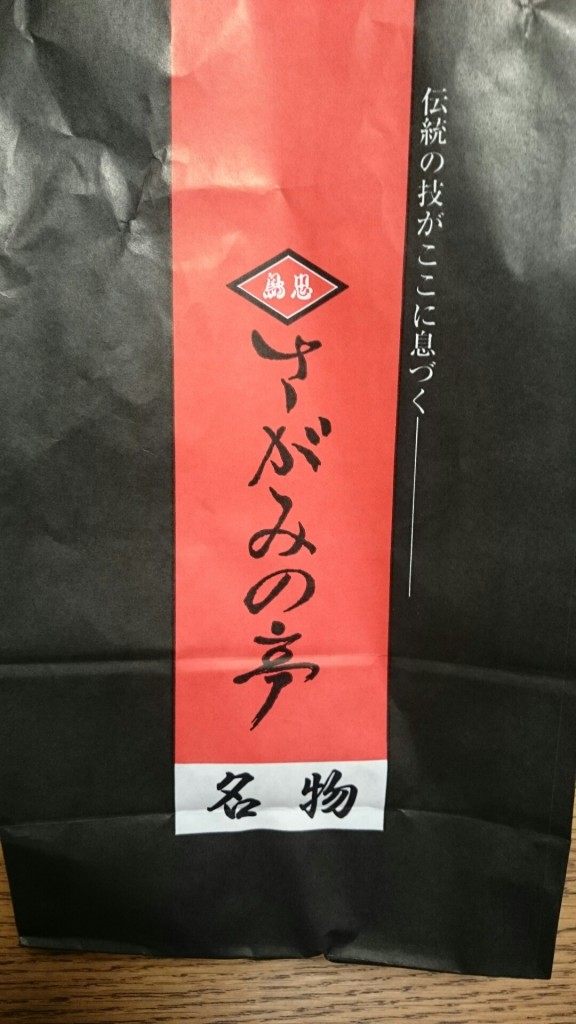 伝統の技がここに息づく——
鳥忠
さがみの亭
名物